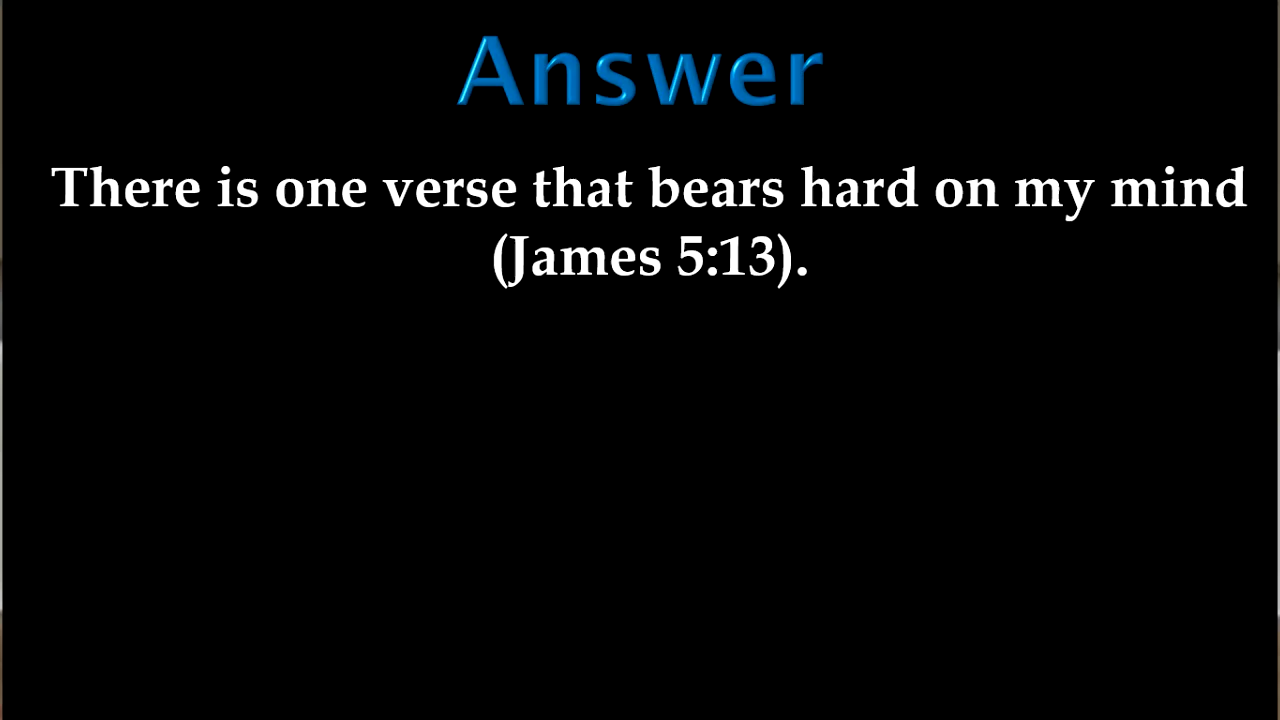 Answer
There is one verse that bears hard on my mind
(James 5:13).